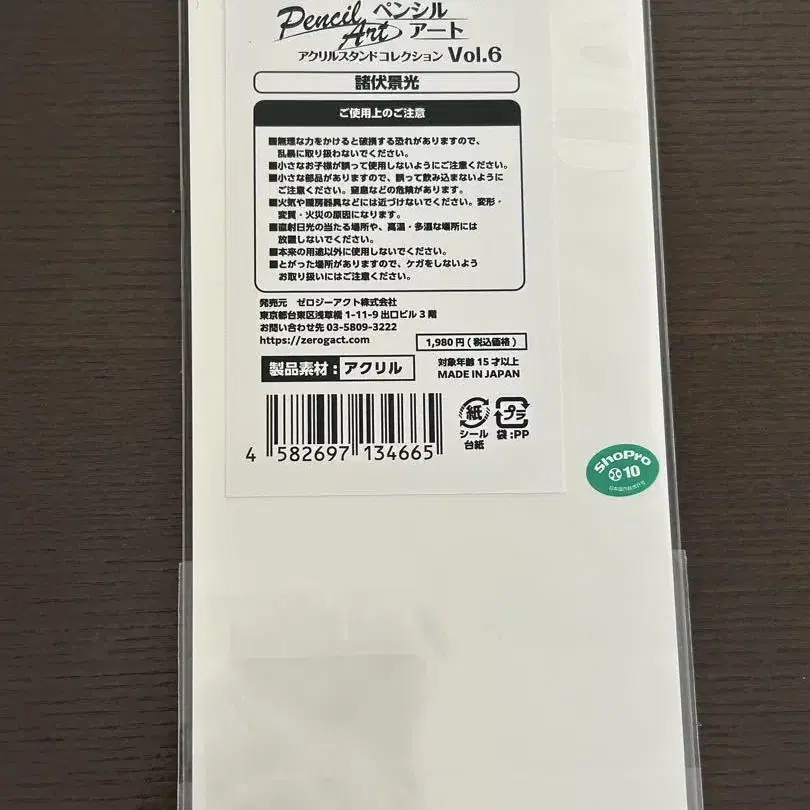 Pencil Art ペンシルアート
アクリルスタンドコレクション Vol.6
諸伏景光
ご使用上のご注意
■無理な力をかけると破損する恐れがありますので、
乱暴に取り扱わないでください。
■小さなお子様が誤って使用しないようにご注意ください。
■小さな部品がありますので、誤って飲み込まないように
ご注意ください。窒息などの危険があります。
■火気や暖房器具などには近づけないでください。変形・
変質・火災の原因になります。
■直射日光の当たる場所や、高温・多湿な場所には
放置しないでください。
■本来の用途以外に使用しないでください。
■とがった場所がありますので、ケガをしないよう
お取り扱いにはご注意ください。
発売元 ゼロジーアクト株式会社
東京都台東区浅草橋1-11-9 出口ビル3階
お問い合わせ先 03-5809-3222
https://zerogact.com
1,980円(税込価格)
製品素材:アクリル
対象年齢15才以上
MADE IN JAPAN
4 582697 134665
紙
シール
台紙
プラ
袋:PP
ShoPro
10